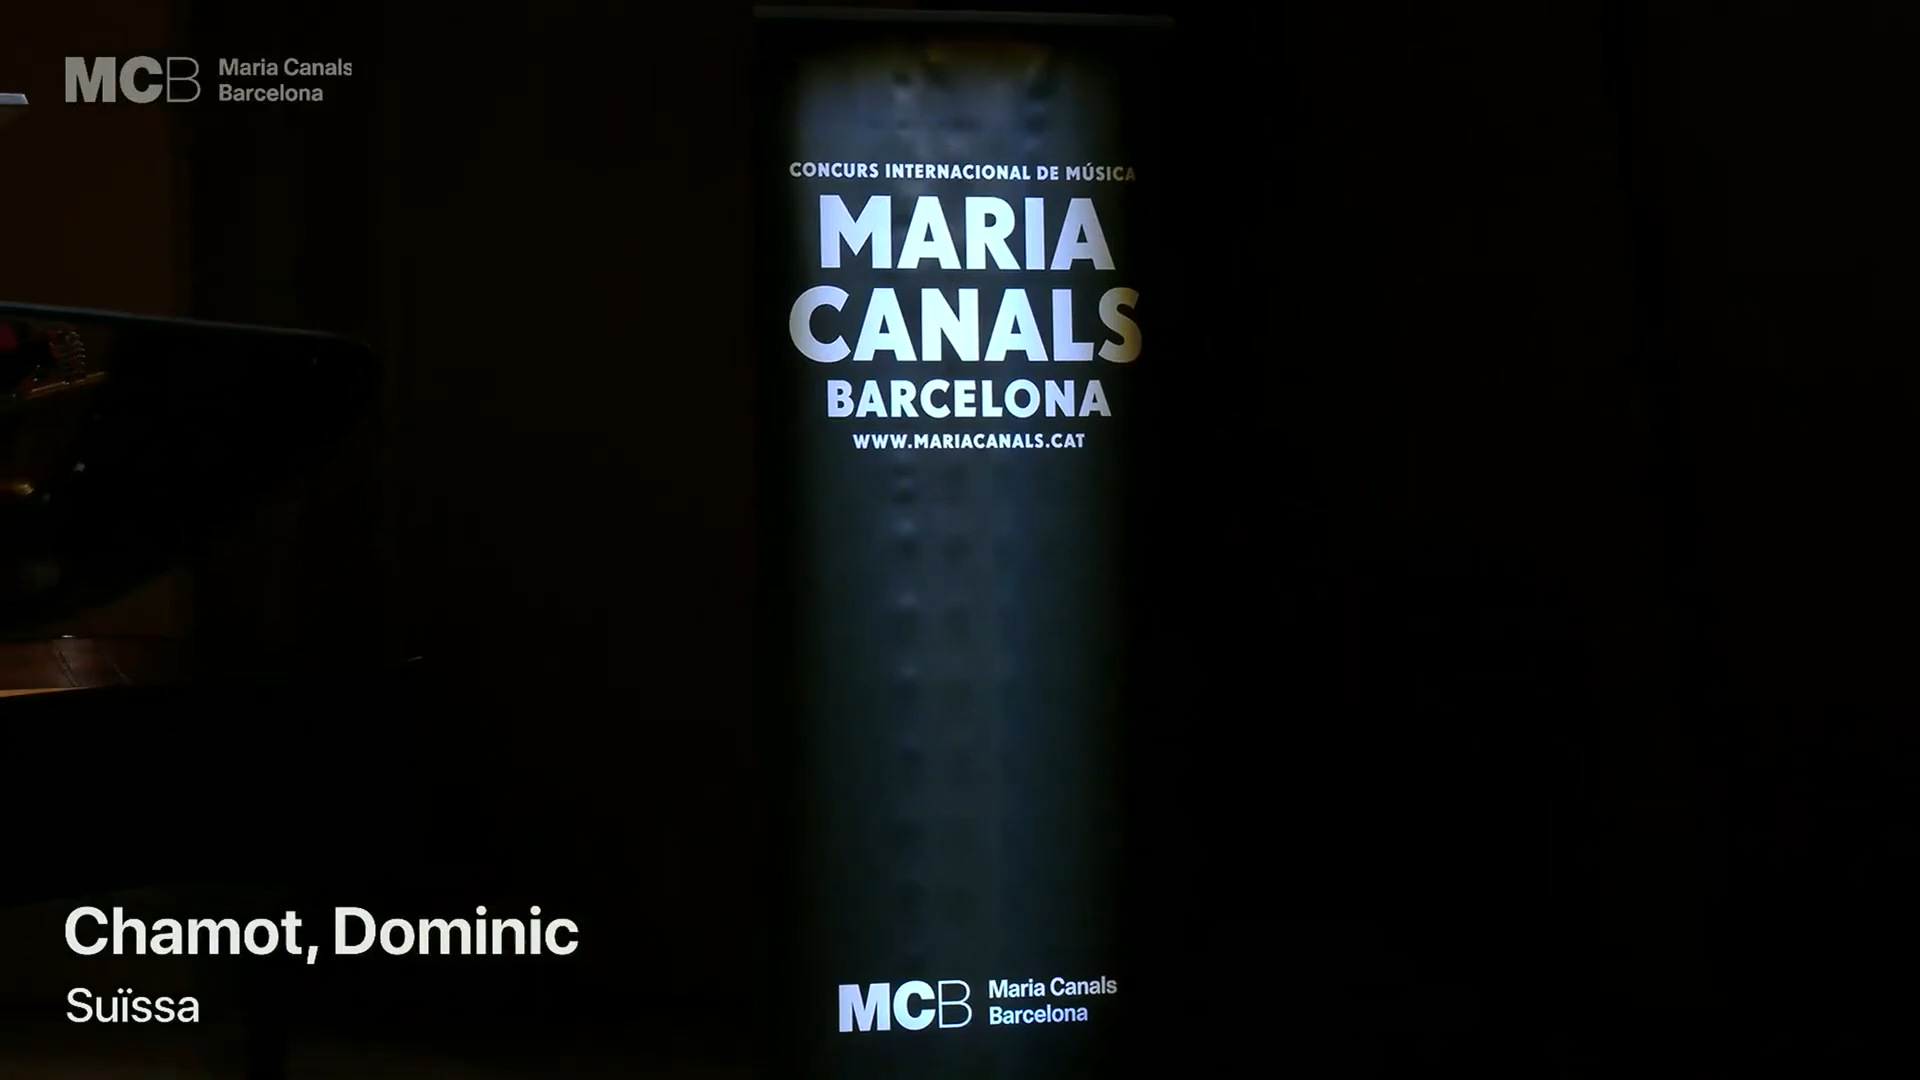 MCB Maria Canals
Barcelona
CONCURS INTERNACIONAL DE MÚSICA
MARIA
CANALS
BARCELONA
WWW.MARIACANALS.CAT
Chamot, Dominic
Suïssa
MCB Maria Canals
Barcelona